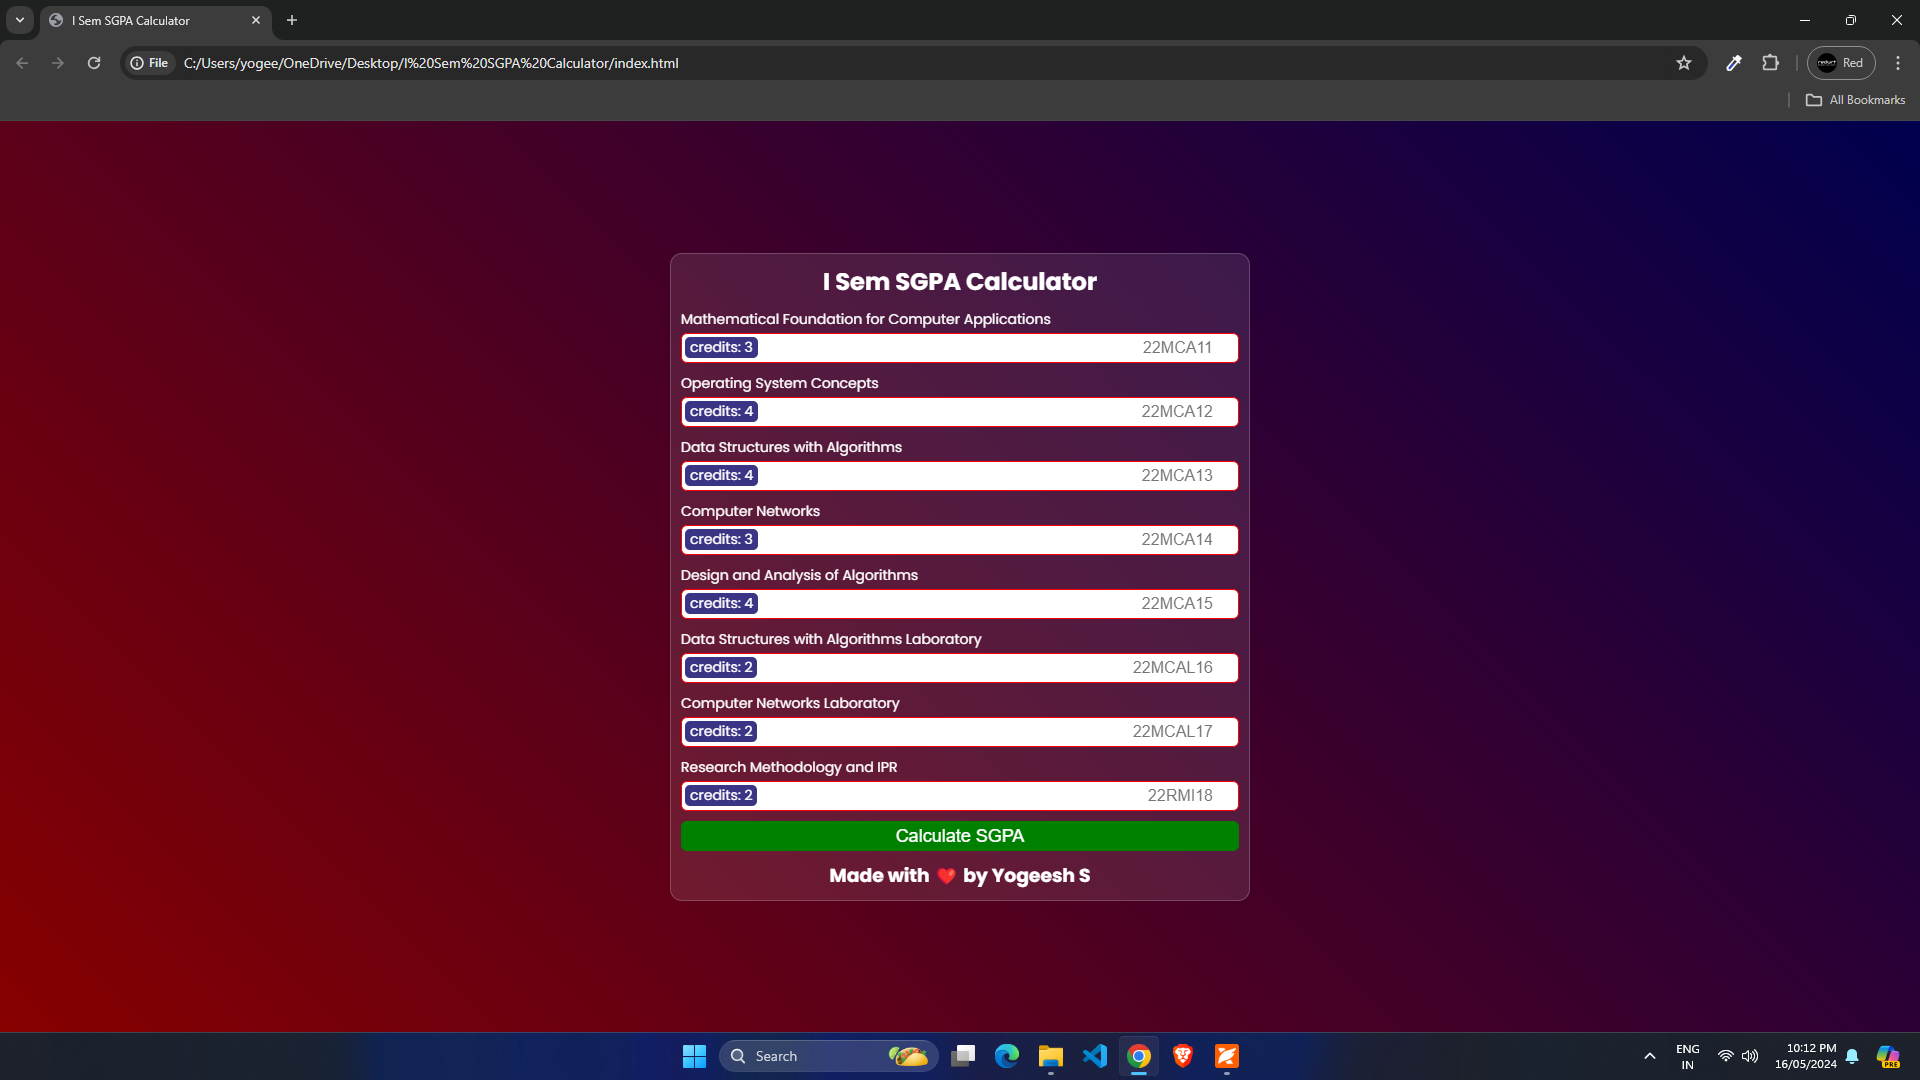 I Sem SGPA Calculator
File C:/Users/yogee/OneDrive/Desktop/I%20Sem%20SGPA%20Calculator/index.html
Red
All Bookmarks
I Sem SGPA Calculator
Mathematical Foundation for Computer Applications
credits: 3 22MCA11
Operating System Concepts
credits: 4 22MCA12
Data Structures with Algorithms
credits: 4 22MCA13
Computer Networks
credits: 3 22MCA14
Design and Analysis of Algorithms
credits: 4 22MCA15
Data Structures with Algorithms Laboratory
credits: 2 22MCAL16
Computer Networks Laboratory
credits: 2 22MCAL17
Research Methodology and IPR
credits: 2 22RMI18
Calculate SGPA
Made with ❤️ by Yogeesh S
Search
ENG
IN
10:12 PM
16/05/2024
PRE